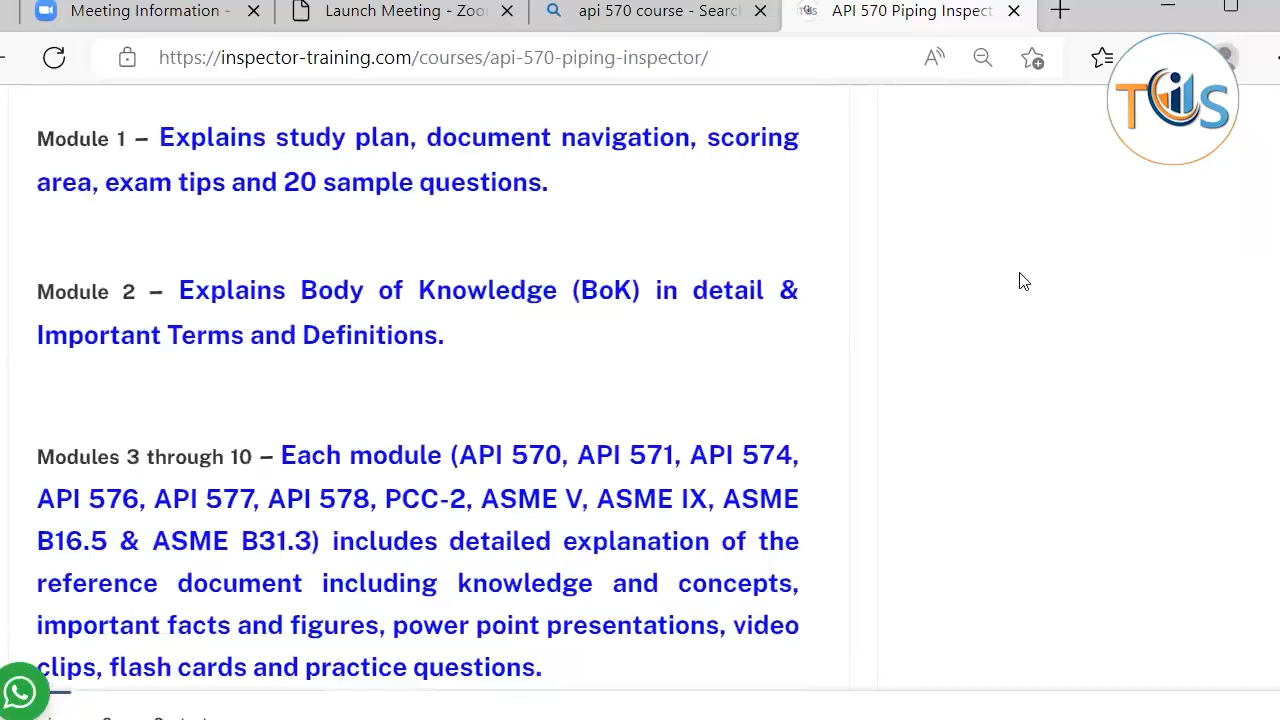 Meeting Information - Launch Meeting - Zoo api 570 course - Searc API 570 Piping Inspect
https://inspector-training.com/courses/api-570-piping-inspector/
TCIS
Module 1 – Explains study plan, document navigation, scoring
area, exam tips and 20 sample questions.
Module 2 – Explains Body of Knowledge (BoK) in detail &
Important Terms and Definitions.
Modules 3 through 10 – Each module (API 570, API 571, API 574,
API 576, API 577, API 578, PCC-2, ASME V, ASME IX, ASME
B16.5 & ASME B31.3) includes detailed explanation of the
reference document including knowledge and concepts,
important facts and figures, power point presentations, video
clips, flash cards and practice questions.